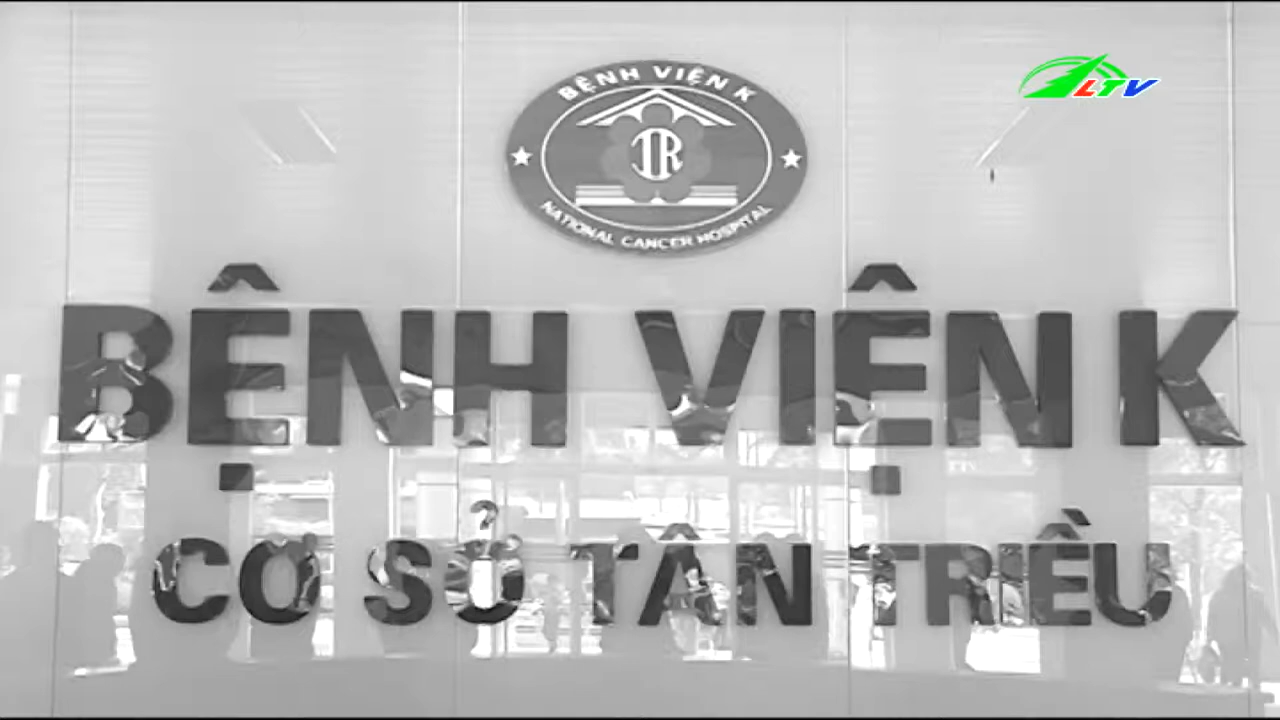 BỆNH VIỆN K
LTV
NATIONAL CANCER HOSPITAL
BỆNH VIỆN K
CƠ SỞ TÂN TRIỀU